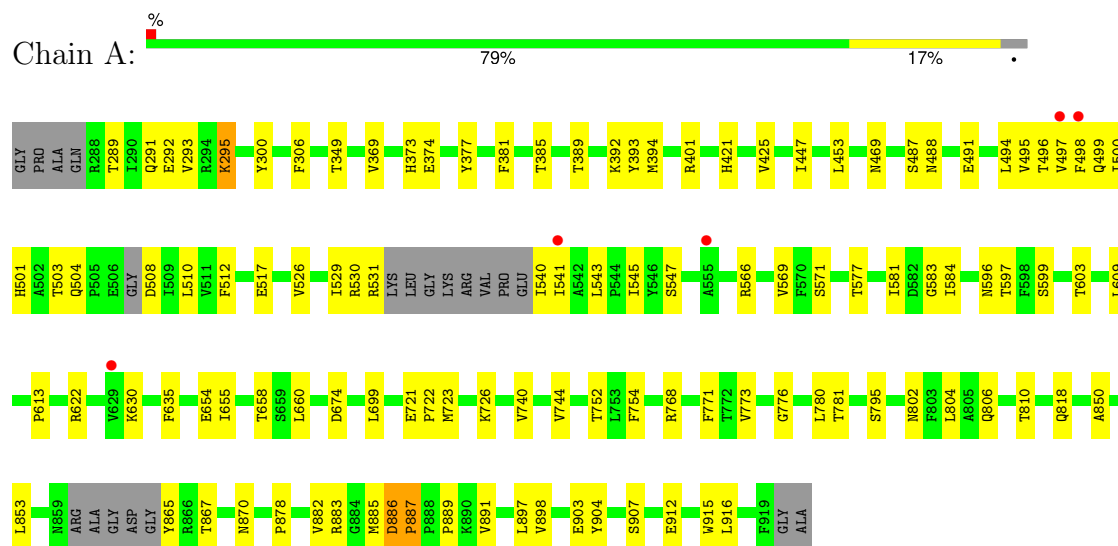 %
Chain A:
79% 17% •
GLY PRO ALA GLN R288 T289 I290 Q291 E292 V293 R294 K295 Y300 F306 T349 V369 H373 E374 Y377 F381 T385 T389 K392 Y393 M394 R401 H421 V425 I447 L453 N469 S487 N488 E491 L494 V495 T496 V497 F498 Q499 I500
H501 A502 T503 Q504 P505 E506 GLY D508 I509 L510 V511 F512 E517 V526 I529 R530 R531 LYS LEU GLY LYS ARG VAL PRO GLU I540 I541 A542 L543 P544 I545 Y546 S547 A555 R566 V569 F570 S571 T577 I581 D582 G583 I584 N596 T597 F598 S599 T603 L609
P613 R622 V629 K630 F635 E654 I655 T658 S659 L660 D674 L699 E721 P722 M723 K726 V740 V744 T752 L753 F754 R768 F771 T772 V773 G776 L780 T781 S795 N802 F803 L804 A805 Q806 T810 Q818 A850
L853 N859 ARG ALA GLY ASP GLY Y865 R866 T867 N870 P878 V882 R883 G884 M885 D886 P887 P888 P889 K890 V891 L897 V898 E903 Y904 S907 E912 W915 L916 F919 GLY ALA